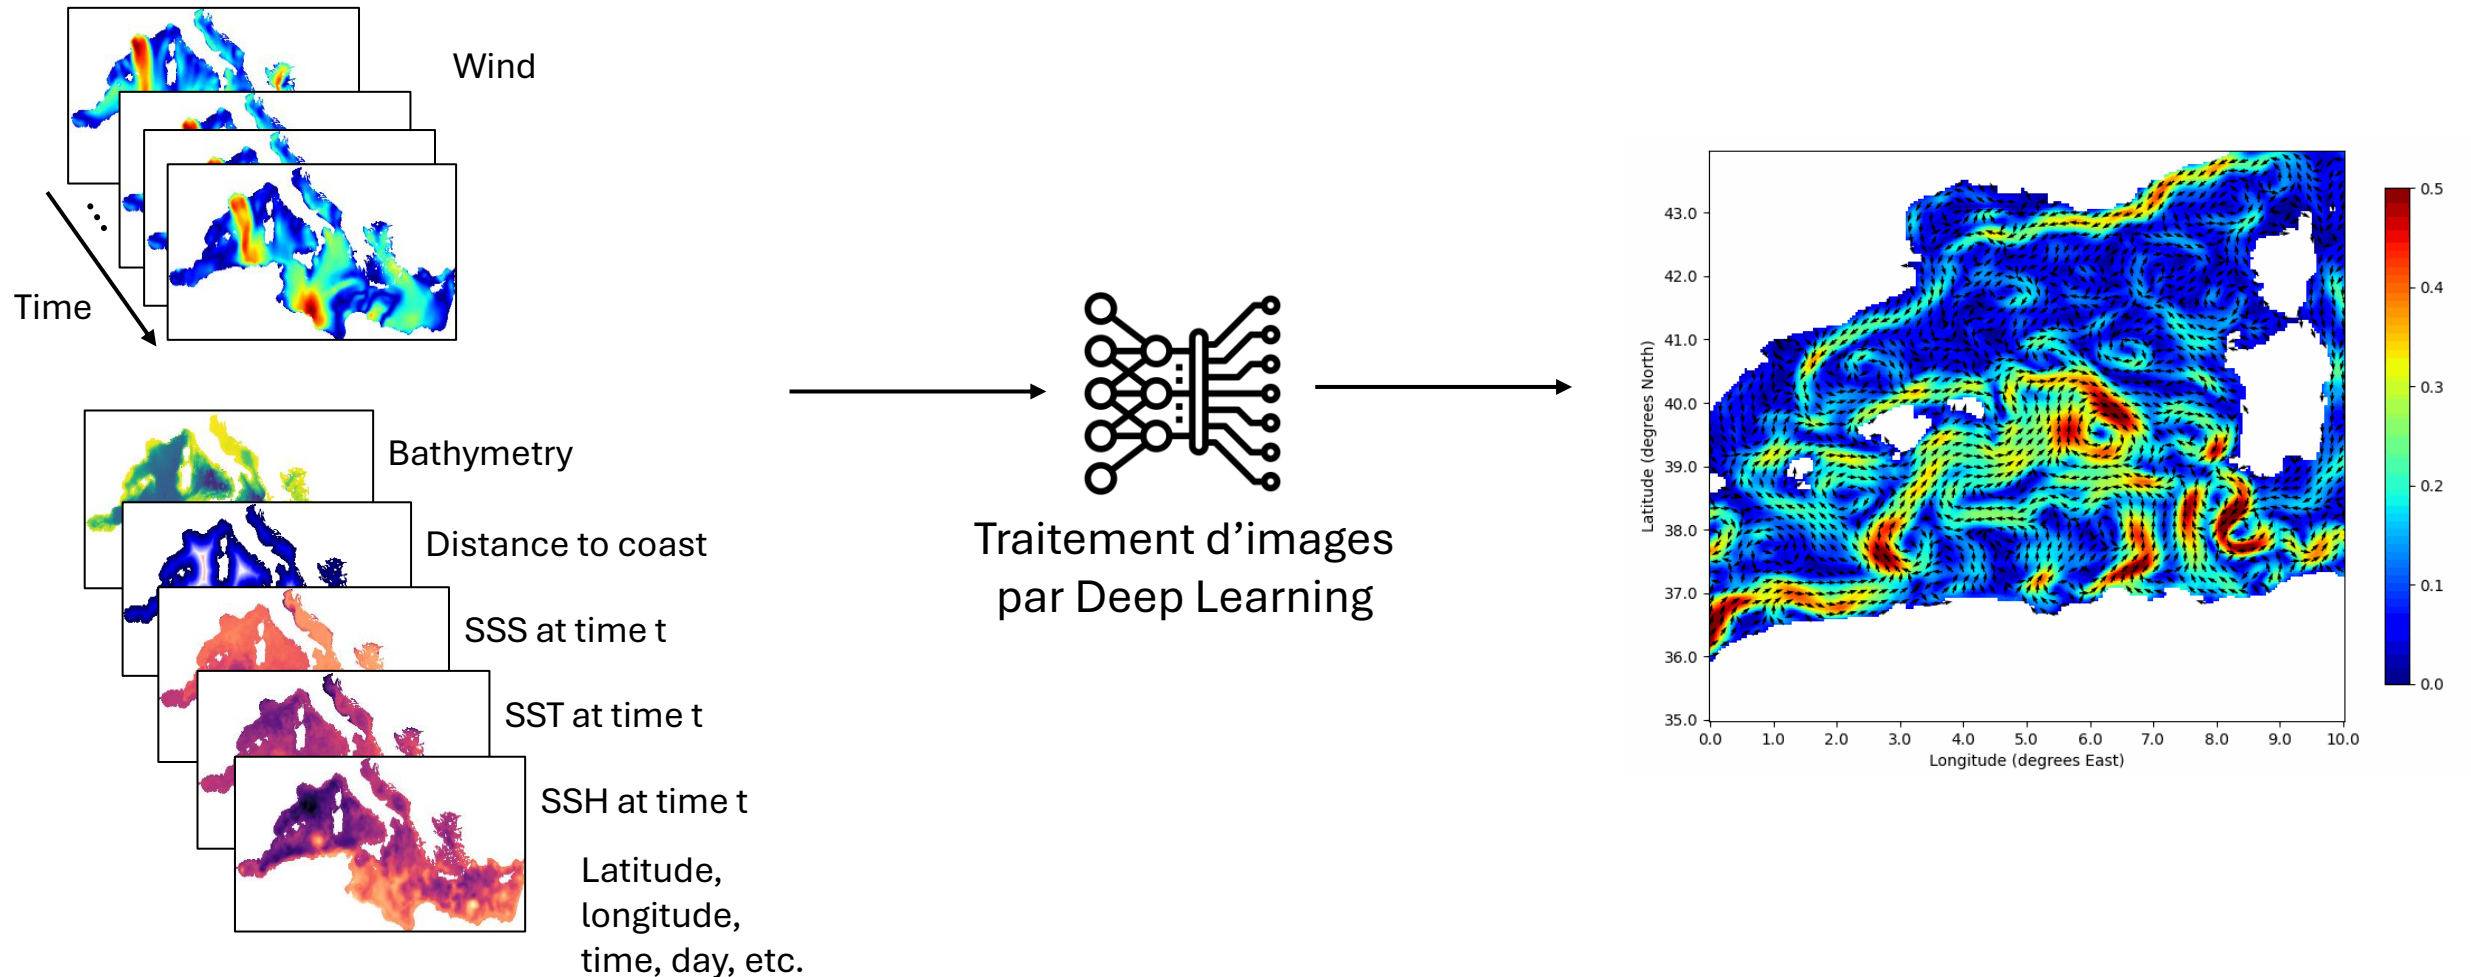 Wind
Time
Bathymetry
Distance to coast
SSS at time t
SST at time t
SSH at time t
Latitude,
longitude,
time, day, etc.
Traitement d’images
par Deep Learning
Latitude (degrees North)
43.0
42.0
41.0
40.0
39.0
38.0
37.0
36.0
35.0
0.0 1.0 2.0 3.0 4.0 5.0 6.0 7.0 8.0 9.0 10.0
Longitude (degrees East)
0.5
0.4
0.3
0.2
0.1
0.0